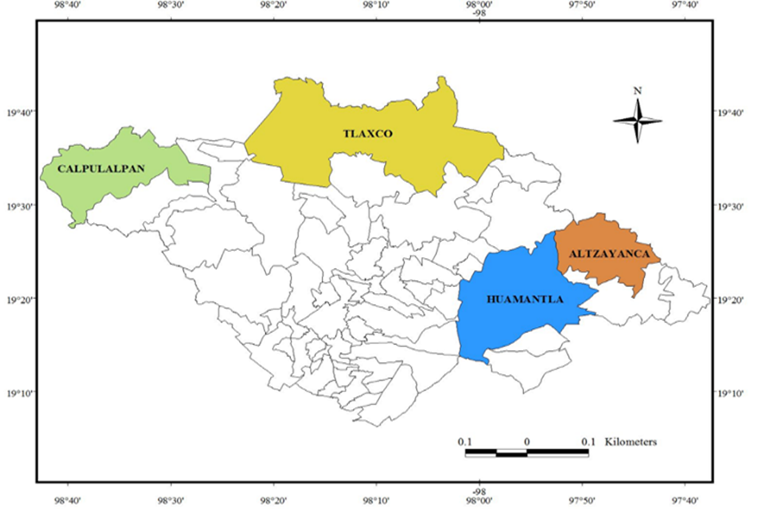 98°40' 98°30' 98°20' 98°10' 98°00' 97°50' 97°40'
-98
N
19°40' 19°40'
TLAXCO
CALPULALPAN
19°30' 19°30'
ALTZAYANCA
19°20' HUAMANTLA 19°20'
19°10' 19°10'
0.1 0 0.1 Kilometers
-98
98°40' 98°30' 98°20' 98°10' 98°00' 97°50' 97°40'